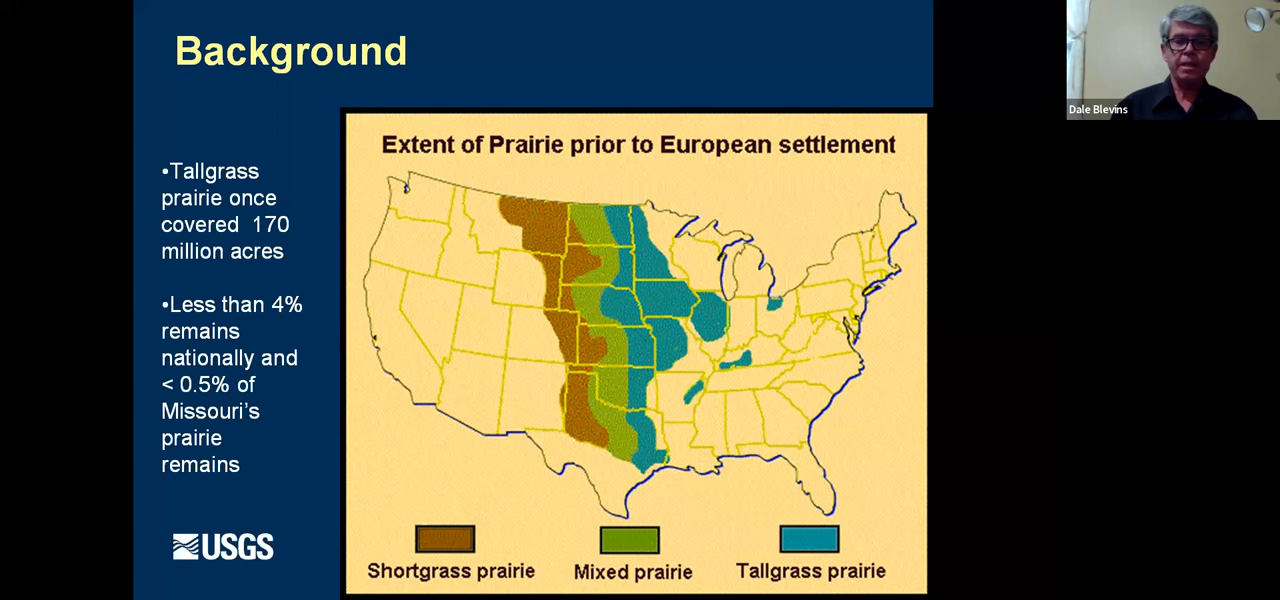 Background
•Tallgrass
prairie once
covered 170
million acres
•Less than 4%
remains
nationally and
< 0.5% of
Missouri's
prairie
remains
USGS
Extent of Prairie prior to European settlement
Shortgrass prairie
Mixed prairie
Tallgrass prairie
Dale Blevins